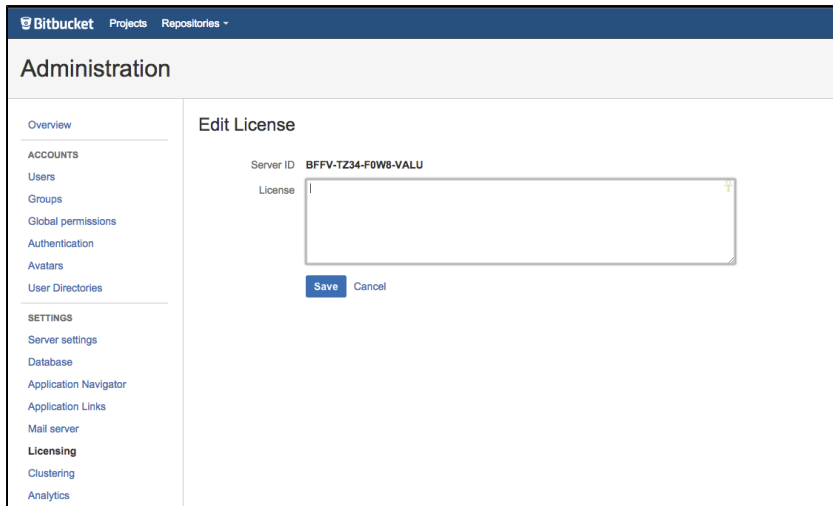 Bitbucket Projects Repositories
Administration
Overview
ACCOUNTS
Users
Groups
Global permissions
Authentication
Avatars
User Directories
SETTINGS
Server settings
Database
Application Navigator
Application Links
Mail server
Licensing
Clustering
Analytics
Edit License
Server ID BFFV-TZ34-F0W8-VALU
License
Save Cancel